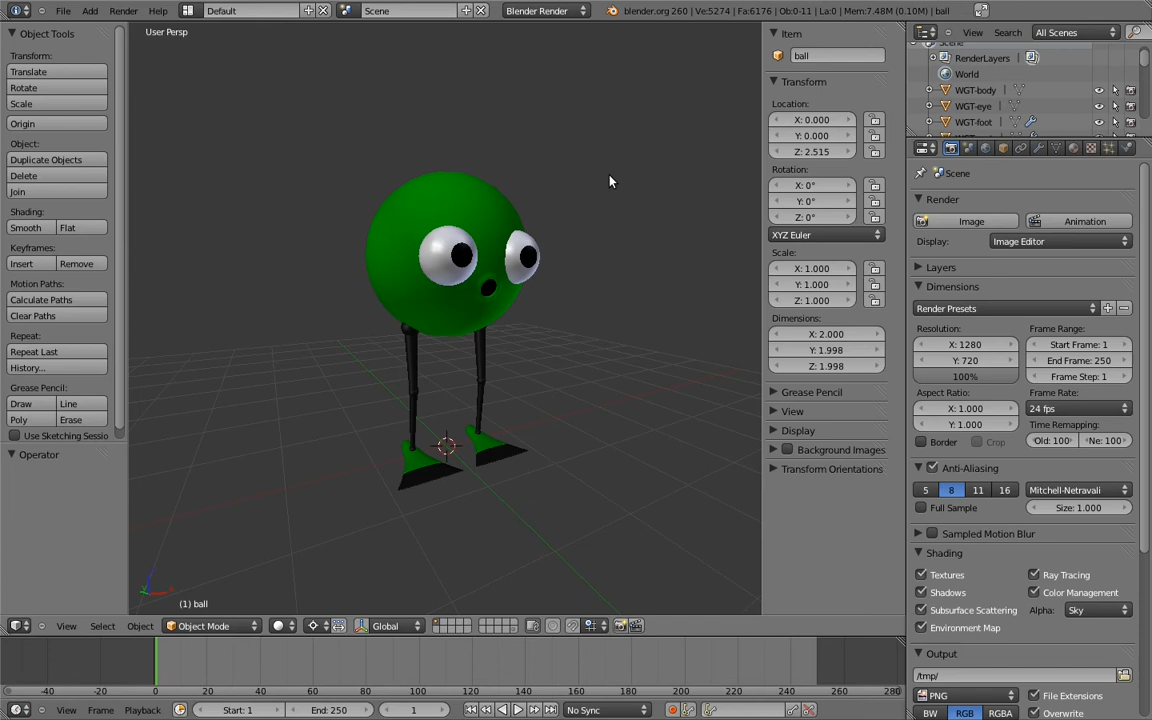 File Add Render Help Default Scene Blender Render blender.org 260 | Ve:5274 | Fa:6176 | Ob:0-11 | La:0 | Mem:7.48M (0.10M) | ball
Object Tools
Transform:
Translate
Rotate
Scale
Origin
Object:
Duplicate Objects
Delete
Join
Shading:
Smooth Flat
Keyframes:
Insert Remove
Motion Paths:
Calculate Paths
Clear Paths
Repeat:
Repeat Last
History...
Grease Pencil:
Draw Line
Poly Erase
Use Sketching Sessio
Operator
User Persp
(1) ball
View Select Object Object Mode Global
Item
ball
Transform
Location:
X: 0.000
Y: 0.000
Z: 2.515
Rotation:
X: 0°
Y: 0°
Z: 0°
XYZ Euler
Scale:
X: 1.000
Y: 1.000
Z: 1.000
Dimensions:
X: 2.000
Y: 1.998
Z: 1.998
Grease Pencil
View
Display
Background Images
Transform Orientations
View Search All Scenes
RenderLayers
World
WGT-body
WGT-eye
WGT-foot
Scene
Render
Image Animation
Display: Image Editor
Layers
Dimensions
Render Presets
Resolution: Frame Range:
X: 1280 Start Frame: 1
Y: 720 End Frame: 250
100% Frame Step: 1
Aspect Ratio: Frame Rate:
X: 1.000 24 fps
Y: 1.000 Time Remapping:
Border Crop Old: 100 Ne: 100
Anti-Aliasing
5 8 11 16 Mitchell-Netravali
Full Sample Size: 1.000
Sampled Motion Blur
Shading
Textures Ray Tracing
Shadows Color Management
Subsurface Scattering Alpha: Sky
Environment Map
Output
/tmp/
PNG File Extensions
BW RGB RGBA Overwrite
-40 -20 0 20 40 60 80 100 120 140 160 180 200 220 240 260 280
View Frame Playback Start: 1 End: 250 1 No Sync